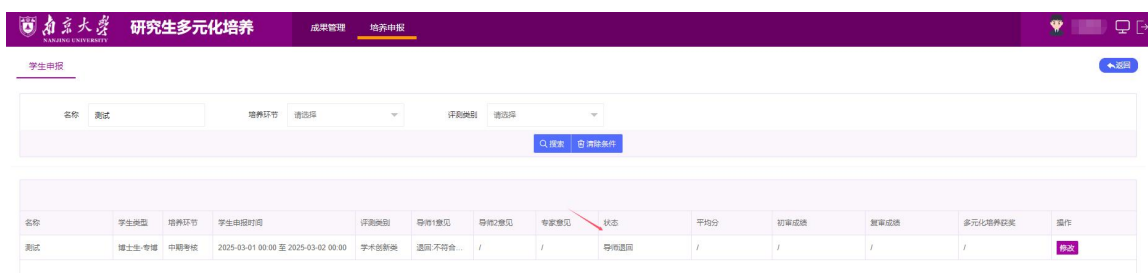 南京大学 研究生多元化培养 成果管理 培养申报
NANJING UNIVERSITY
学生申报 返回
名称 测试 培养环节 请选择 评测类别 请选择
搜索 清除条件
名称 学生类型 培养环节 学生申报时间 评测类别 导师1意见 导师2意见 专家意见 状态 平均分 初审成绩 复审成绩 多元化培养获奖 操作
测试 博士生-专博 中期考核 2025-03-01 00:00 至 2025-03-02 00:00 学术创新类 退回:不符合... / / 导师退回 / / / / 修改